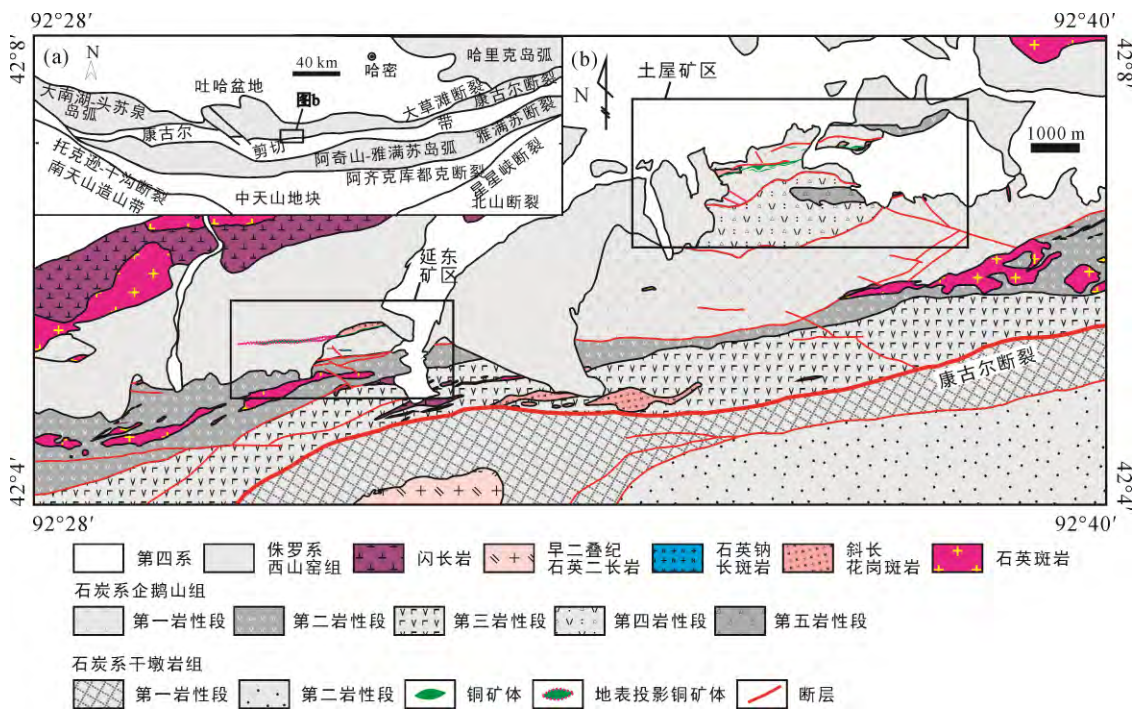 92°28′
92°40′
42°8′
42°8′
(a)
N
40 km
哈密
哈里克岛弧
吐哈盆地
图b
大草滩断裂
康古尔断裂
大南湖-头苏泉
岛弧
康古尔
剪切
带
雅满苏断裂
阿奇山-雅满苏岛弧
托克逊-干沟断裂
南天山造山带
阿齐克库都克断裂
星星峡断裂
中天山地块
北山断裂
(b)
N
土屋矿区
1000 m
延东
矿区
康古尔断裂
42°4′
42°4′
92°28′
92°40′
第四系
侏罗系
西山窑组
闪长岩
早二叠纪
石英二长岩
石英钠
长斑岩
斜长
花岗斑岩
石英斑岩
石炭系企鹅山组
第一岩性段
第二岩性段
第三岩性段
第四岩性段
第五岩性段
石炭系干墩岩组
第一岩性段
第二岩性段
铜矿体
地表投影铜矿体
断层